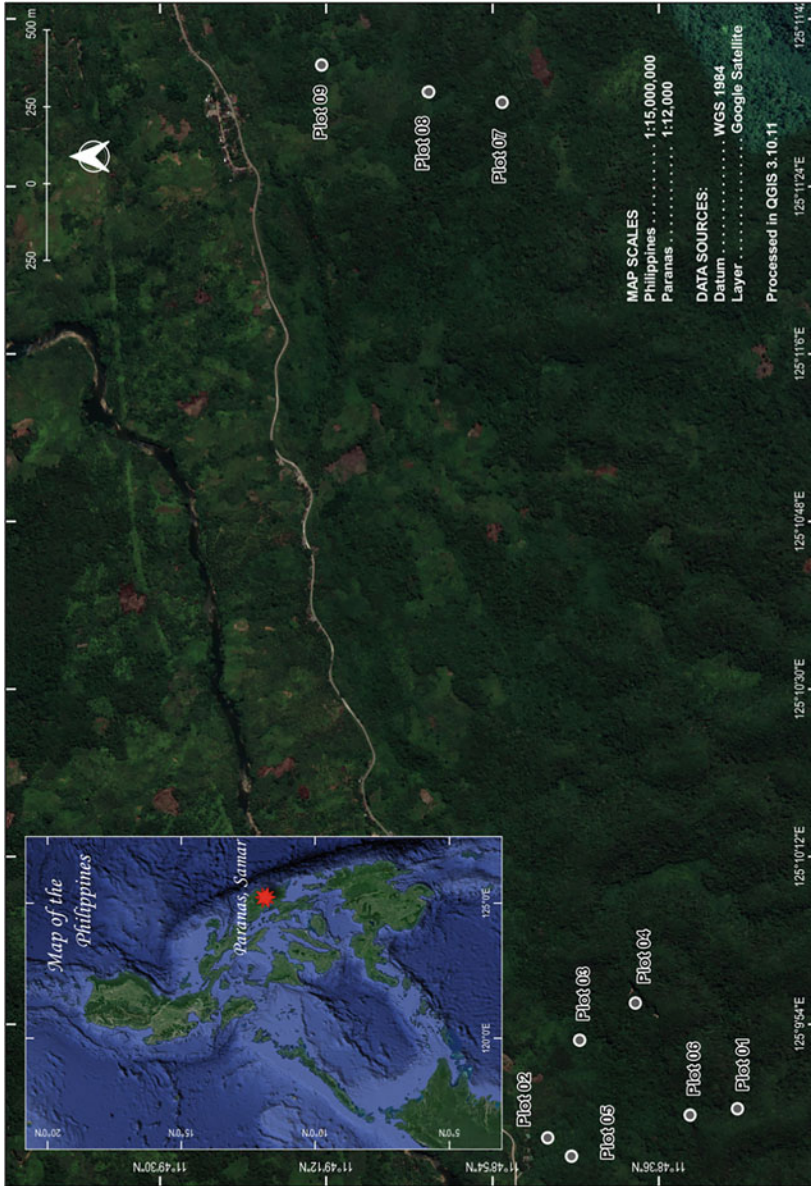 Map of the
Philippines
Paranas, Samar
20°0'N
15°0'N
10°0'N
5°0'N
120°0'E
125°0'E
250
0
250
500 m
Plot 09
Plot 08
Plot 07
Plot 02
Plot 03
Plot 05
Plot 04
Plot 06
Plot 01
MAP SCALES
Philippines . . . . . . . . . . 1:15,000,000
Paranas . . . . . . . . . . . . . 1:12,000
DATA SOURCES:
Datum . . . . . . . . . . . . . . WGS 1984
Layer . . . . . . . . . . . . . . . Google Satellite
Processed in QGIS 3.10.11
11°49'30"N
11°49'12"N
11°48'54"N
11°48'36"N
125°9'54"E
125°10'12"E
125°10'30"E
125°10'48"E
125°11'6"E
125°11'24"E